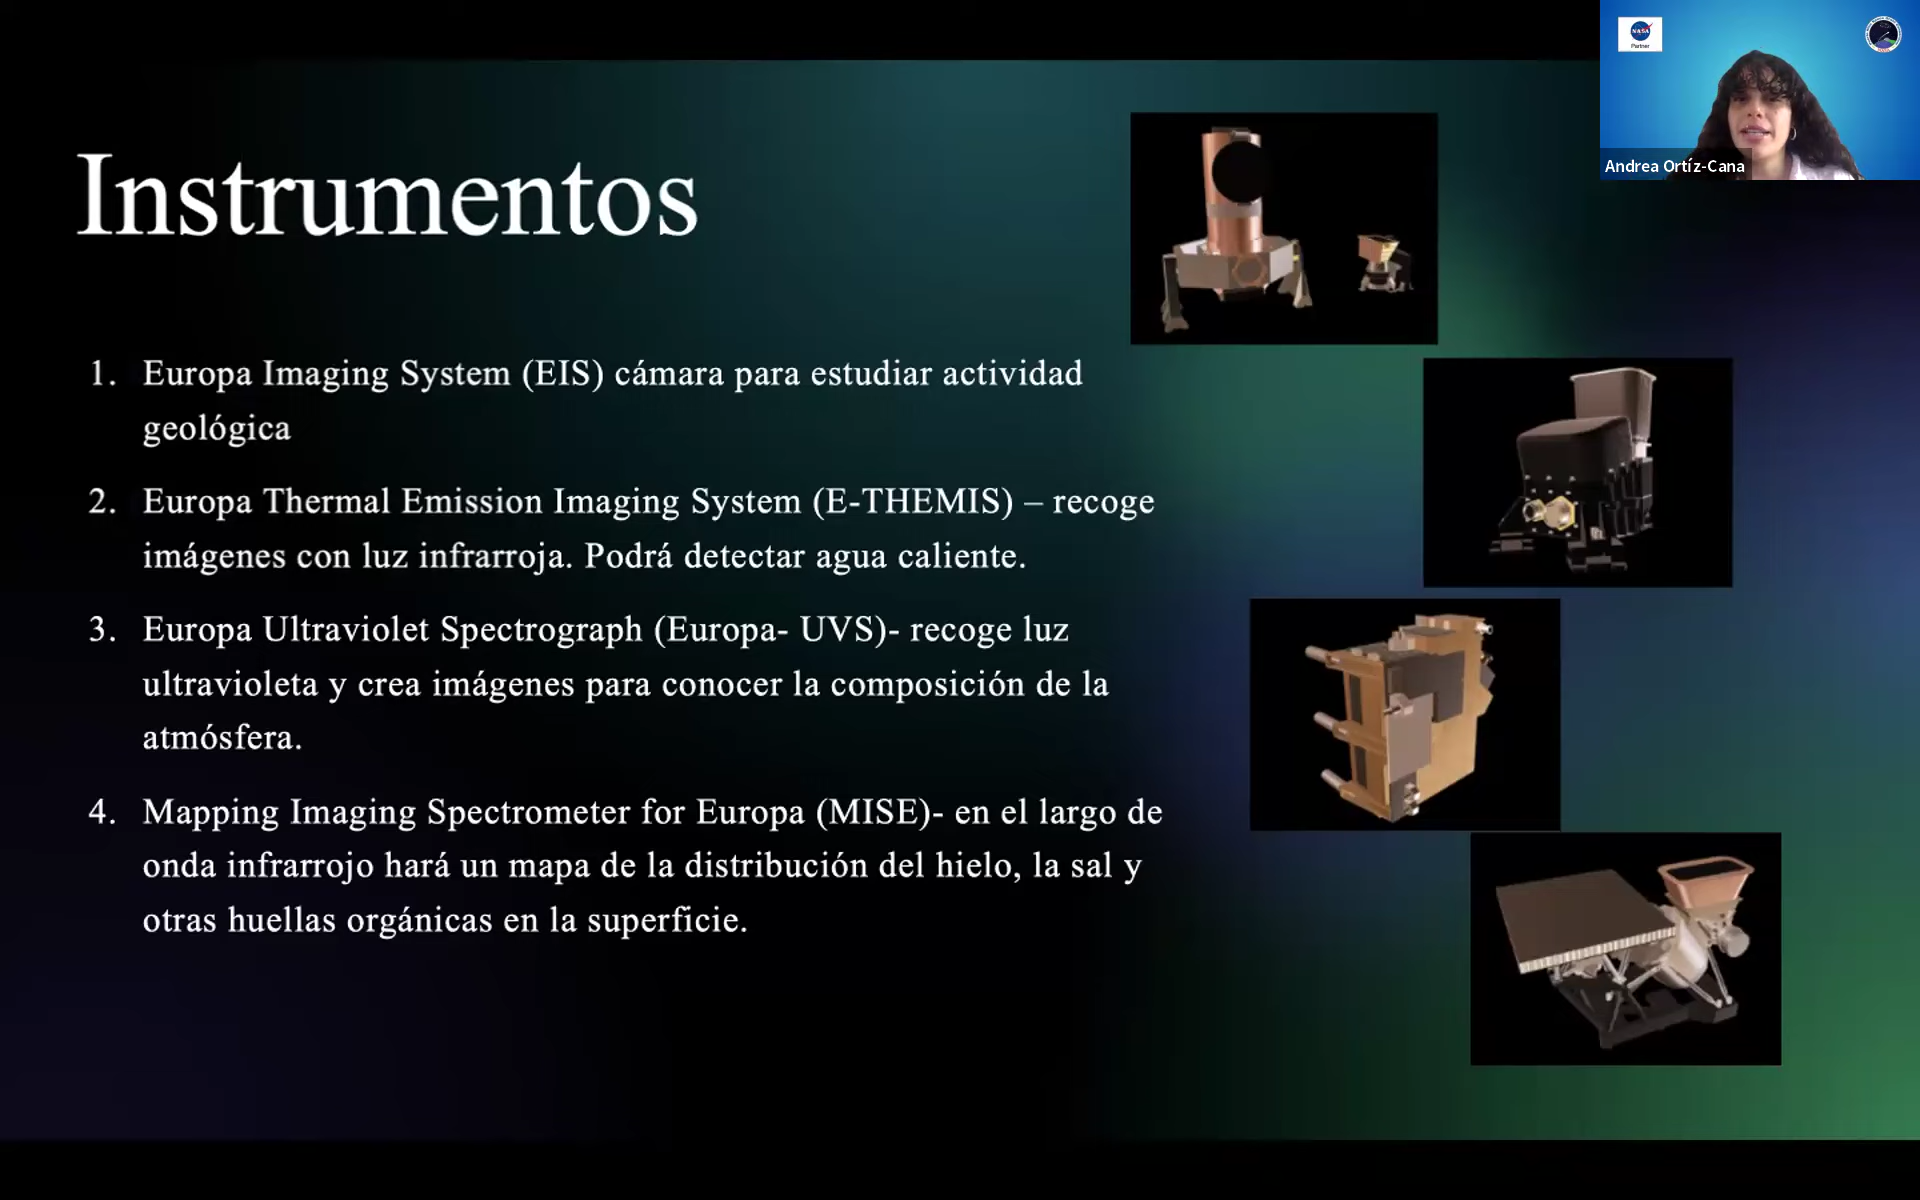 NASA
Partner
Andrea Ortíz-Cana
Instrumentos
1. Europa Imaging System (EIS) cámara para estudiar actividad
geológica
2. Europa Thermal Emission Imaging System (E-THEMIS) – recoge
imágenes con luz infrarroja. Podrá detectar agua caliente.
3. Europa Ultraviolet Spectrograph (Europa- UVS)- recoge luz
ultravioleta y crea imágenes para conocer la composición de la
atmósfera.
4. Mapping Imaging Spectrometer for Europa (MISE)- en el largo de
onda infrarrojo hará un mapa de la distribución del hielo, la sal y
otras huellas orgánicas en la superficie.